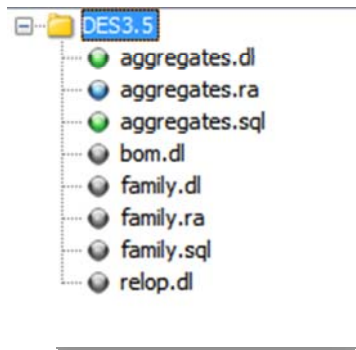 DES3.5
aggregates.dl
aggregates.ra
aggregates.sql
bom.dl
family.dl
family.ra
family.sql
relop.dl